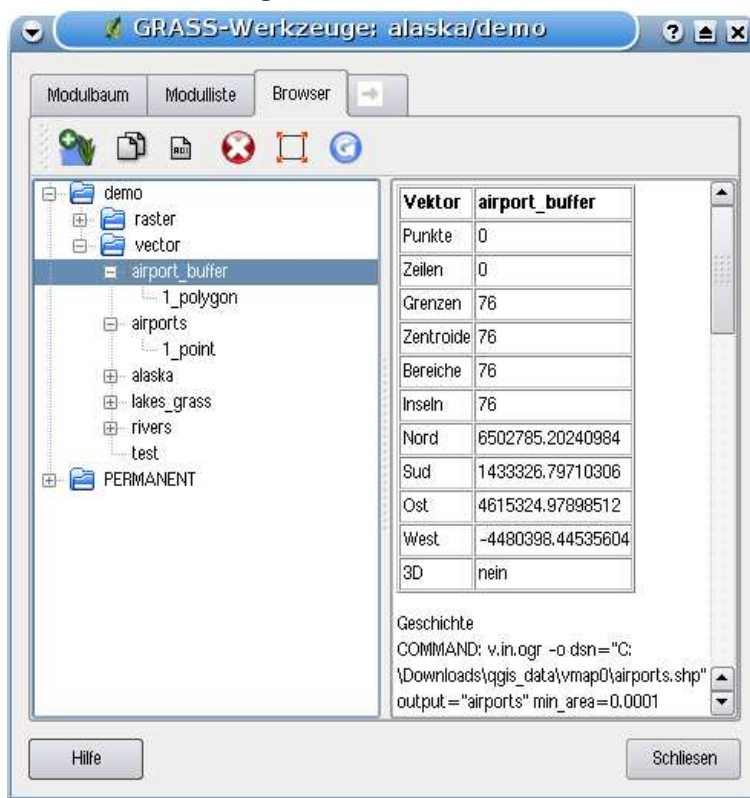 GRASS-Werkzeuge: alaska/demo
Modulbaum Modulliste Browser
demo
raster
vector
airport_buffer
1_polygon
airports
1_point
alaska
lakes_grass
rivers
test
PERMANENT
Vektor airport_buffer
Punkte 0
Zeilen 0
Grenzen 76
Zentroide 76
Bereiche 76
Inseln 76
Nord 6502785.20240984
Sud 1433326.79710306
Ost 4615324.97898512
West -4480398.44535604
3D nein
Geschichte
COMMAND: v.in.ogr -o dsn="C:
\Downloads\qgis_data\vmap0\airports.shp"
output="airports" min_area=0.0001
Hilfe Schliesen